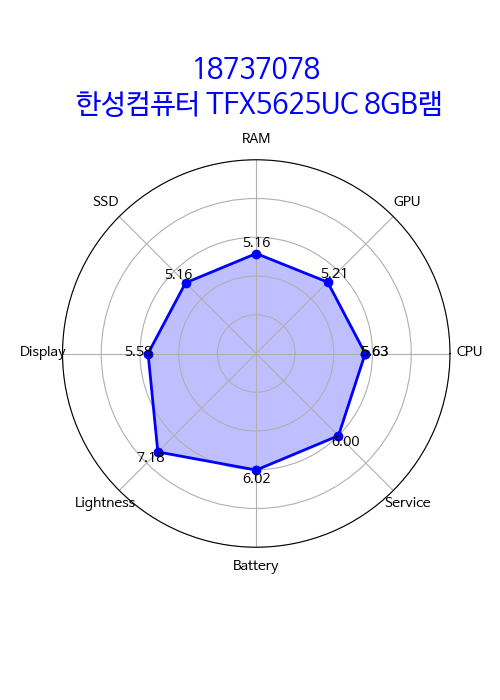 18737078
한성컴퓨터 TFX5625UC 8GB램
RAM
SSD
GPU
5.16
5.16
5.21
Display
5.58
5.63
CPU
7.18
6.00
6.02
Lightness
Service
Battery